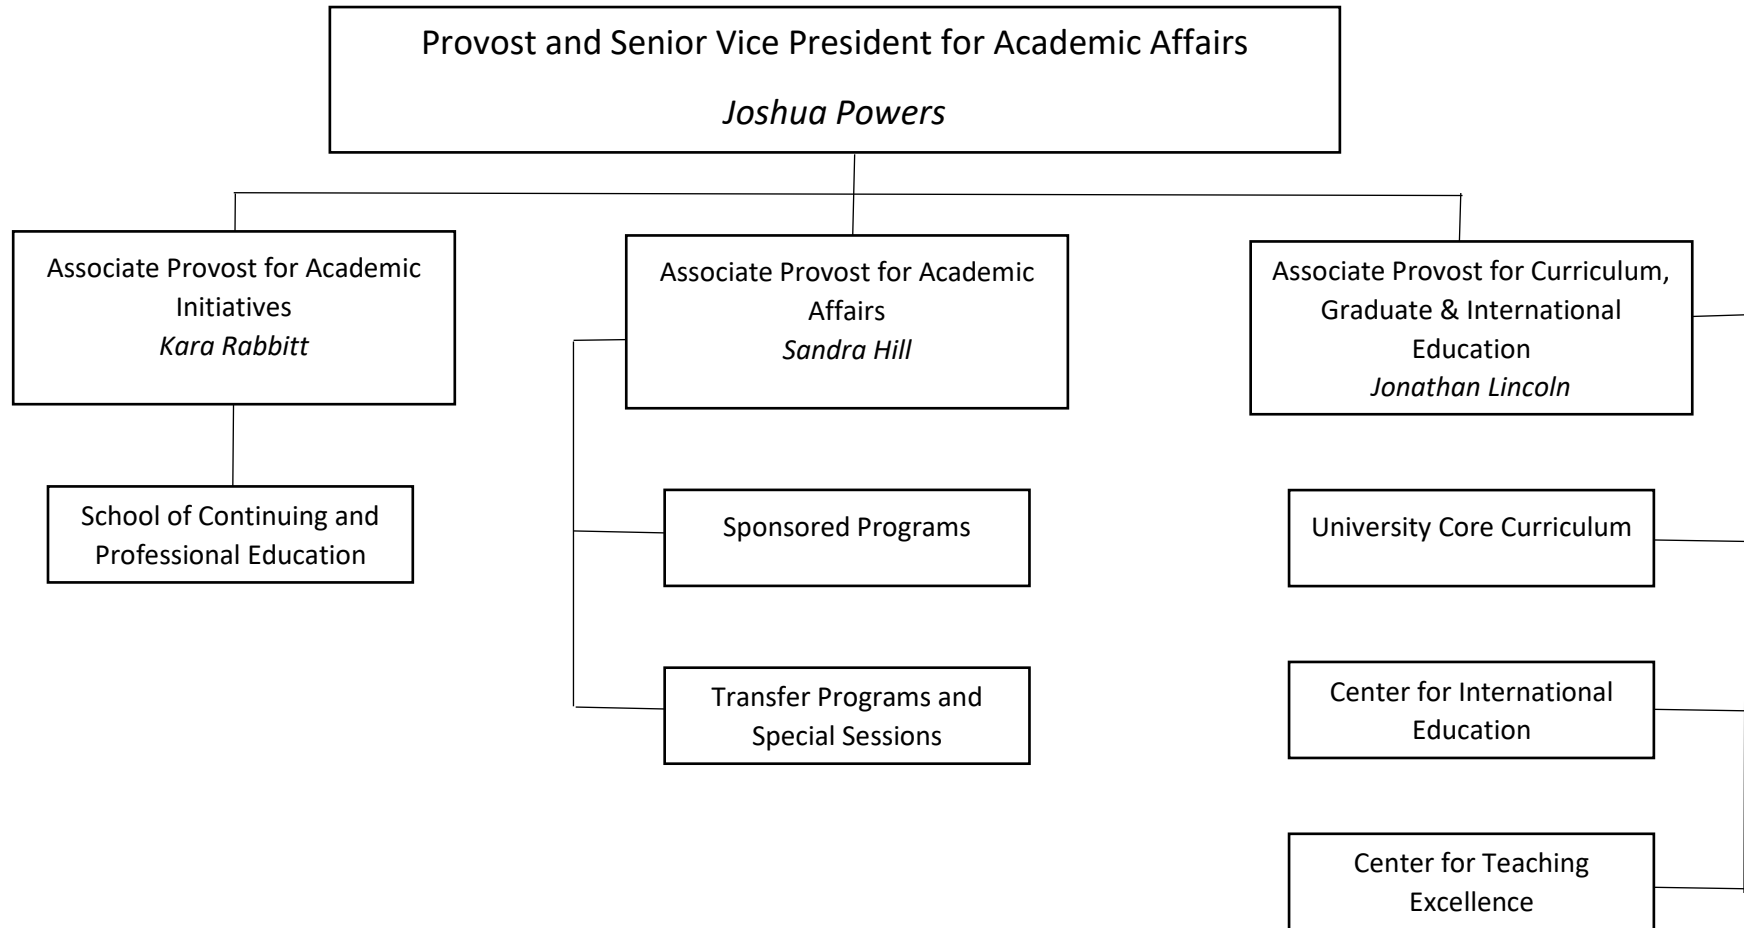 Provost and Senior Vice President for Academic Affairs
Joshua Powers
Associate Provost for Academic
Initiatives
Kara Rabbitt
Associate Provost for Academic
Affairs
Sandra Hill
Associate Provost for Curriculum,
Graduate & International
Education
Jonathan Lincoln
School of Continuing and
Professional Education
Sponsored Programs
University Core Curriculum
Transfer Programs and
Special Sessions
Center for International
Education
Center for Teaching
Excellence